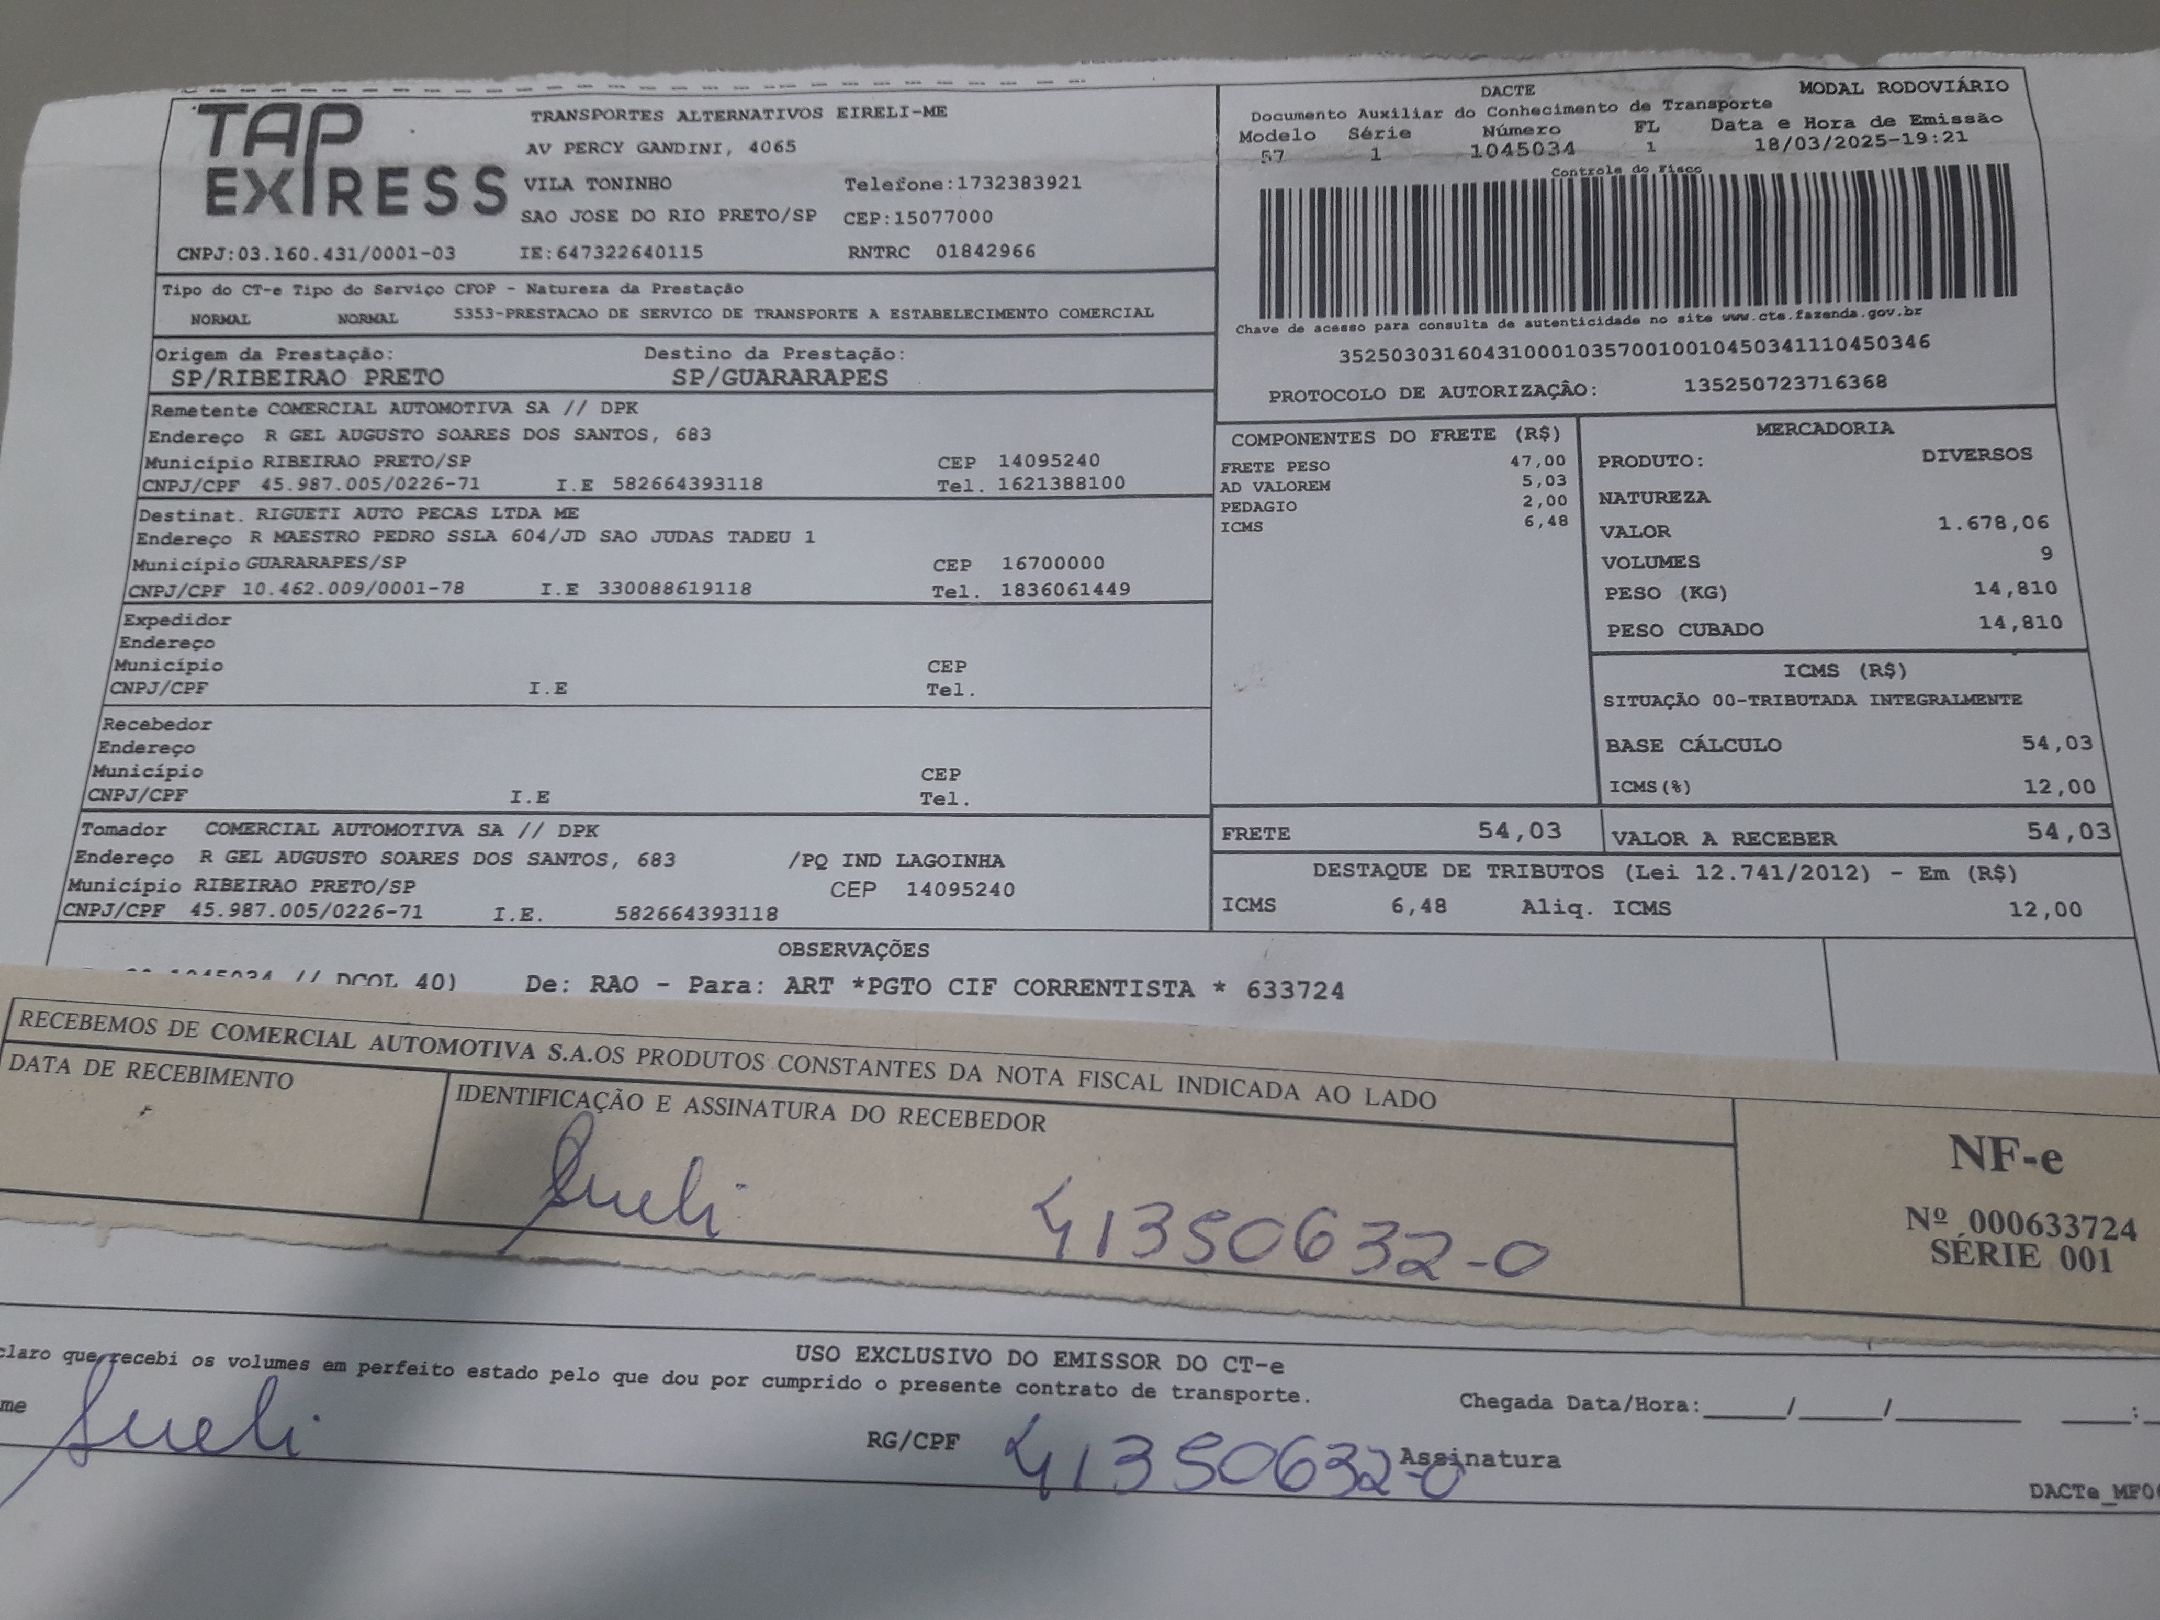 TAP EXPRESS
TRANSPORTES ALTERNATIVOS EIRELI-ME
AV PERCY GANDINI, 4065
VILA TONINHO Telefone:1732383921
SAO JOSE DO RIO PRETO/SP CEP:15077000
CNPJ:03.160.431/0001-03 IE:647322640115 RNTRC 01842966
DACTE MODAL RODOVIÁRIO
Documento Auxiliar do Conhecimento de Transporte
Modelo Série Número FL Data e Hora de Emissão
57 1 1045034 1 18/03/2025-19:21
Controle do Fisco
Chave de acesso para consulta de autenticidade no site www.cte.fazenda.gov.br
35250303160431000103570010010450341110450346
PROTOCOLO DE AUTORIZAÇÂO: 135250723716368
Tipo do CT-e Tipo do Serviço CFOP - Natureza da Prestação
NORMAL NORMAL 5353-PRESTACAO DE SERVICO DE TRANSPORTE A ESTABELECIMENTO COMERCIAL
Origem da Prestação: Destino da Prestação:
SP/RIBEIRAO PRETO SP/GUARARAPES
Remetente COMERCIAL AUTOMOTIVA SA // DPK
Endereço R GEL AUGUSTO SOARES DOS SANTOS, 683
Município RIBEIRAO PRETO/SP CEP 14095240
CNPJ/CPF 45.987.005/0226-71 I.E 582664393118 Tel. 1621388100
Destinat. RIGUETI AUTO PECAS LTDA ME
Endereço R MAESTRO PEDRO SSLA 604/JD SAO JUDAS TADEU 1
Município GUARARAPES/SP CEP 16700000
CNPJ/CPF 10.462.009/0001-78 I.E 330088619118 Tel. 1836061449
Expedidor
Endereço
Município CEP
CNPJ/CPF I.E Tel.
Recebedor
Endereço
Município CEP
CNPJ/CPF I.E Tel.
Tomador COMERCIAL AUTOMOTIVA SA // DPK
Endereço R GEL AUGUSTO SOARES DOS SANTOS, 683 /PQ IND LAGOINHA
Município RIBEIRAO PRETO/SP CEP 14095240
CNPJ/CPF 45.987.005/0226-71 I.E. 582664393118
COMPONENTES DO FRETE (R$)
FRETE PESO 47,00
AD VALOREM 5,03
PEDAGIO 2,00
ICMS 6,48
MERCADORIA
PRODUTO: DIVERSOS
NATUREZA
VALOR 1.678,06
VOLUMES 9
PESO (KG) 14,810
PESO CUBADO 14,810
ICMS (R$)
SITUAÇÃO 00-TRIBUTADA INTEGRALMENTE
BASE CÁLCULO 54,03
ICMS(%) 12,00
FRETE 54,03 VALOR A RECEBER 54,03
DESTAQUE DE TRIBUTOS (Lei 12.741/2012) - Em (R$)
ICMS 6,48 Aliq. ICMS 12,00
OBSERVAÇÕES
1045034 // DCOL 40) De: RAO - Para: ART *PGTO CIF CORRENTISTA * 633724
RECEBEMOS DE COMERCIAL AUTOMOTIVA S.A.OS PRODUTOS CONSTANTES DA NOTA FISCAL INDICADA AO LADO
DATA DE RECEBIMENTO IDENTIFICAÇÃO E ASSINATURA DO RECEBEDOR
Sueli 41350632-0
NF-e
Nº 000633724
SÉRIE 001
USO EXCLUSIVO DO EMISSOR DO CT-e
claro que recebi os volumes em perfeito estado pelo que dou por cumprido o presente contrato de transporte.
me Sueli RG/CPF 41350632-0 Assinatura
Chegada Data/Hora:____/____/________ ____:
DACTe_MF0